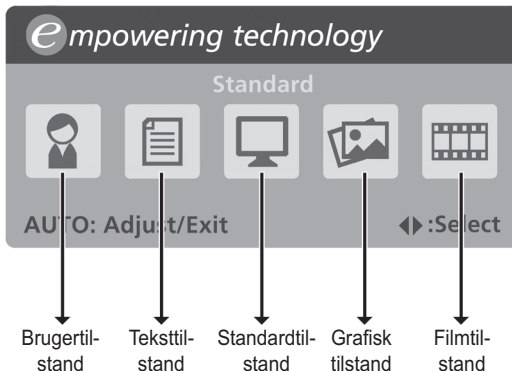 empowering technology
Standard
AUTO: Adjust/Exit
:Select
Brugertil-
stand
Teksttil-
stand
Standardtil-
stand
Grafisk
tilstand
Filmtil-
stand